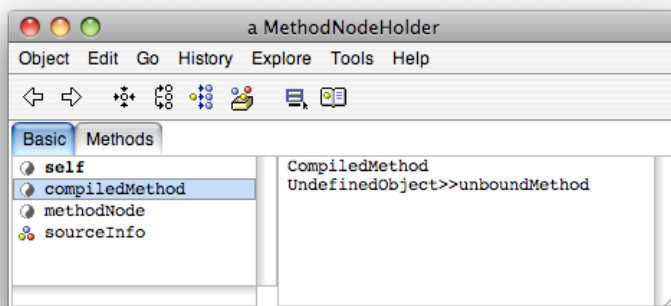 a MethodNodeHolder
Object Edit Go History Explore Tools Help
Basic Methods
self
compiledMethod
methodNode
sourceInfo
CompiledMethod
UndefinedObject>>unboundMethod